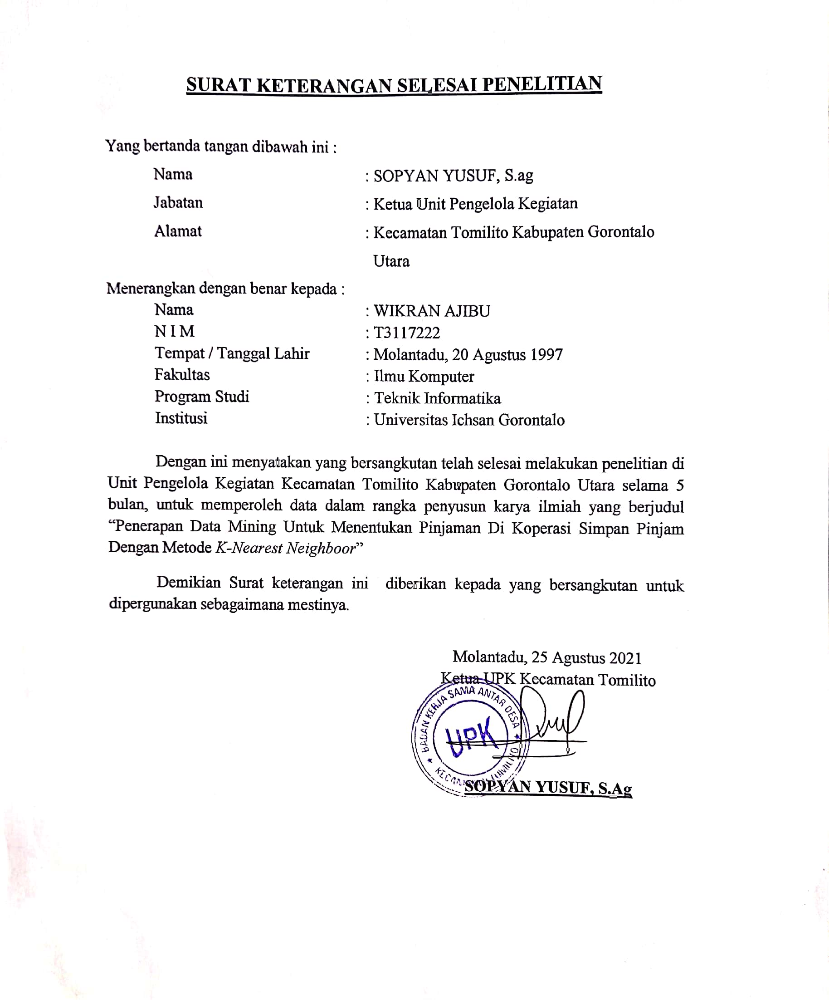 SURAT KETERANGAN SELESAI PENELITIAN
Yang bertanda tangan dibawah ini :
Nama : SOPYAN YUSUF, S.ag
Jabatan : Ketua Unit Pengelola Kegiatan
Alamat : Kecamatan Tomilito Kabupaten Gorontalo
Utara
Menerangkan dengan benar kepada :
Nama : WIKRAN AJIBU
N I M : T3117222
Tempat / Tanggal Lahir : Molantadu, 20 Agustus 1997
Fakultas : Ilmu Komputer
Program Studi : Teknik Informatika
Institusi : Universitas Ichsan Gorontalo
Dengan ini menyatakan yang bersangkutan telah selesai melakukan penelitian di
Unit Pengelola Kegiatan Kecamatan Tomilito Kabupaten Gorontalo Utara selama 5
bulan, untuk memperoleh data dalam rangka penyusun karya ilmiah yang berjudul
“Penerapan Data Mining Untuk Menentukan Pinjaman Di Koperasi Simpan Pinjam
Dengan Metode K-Nearest Neighboor”
Demikian Surat keterangan ini diberikan kepada yang bersangkutan untuk
dipergunakan sebagaimana mestinya.
Molantadu, 25 Agustus 2021
Ketua UPK Kecamatan Tomilito
BADAN KERJA SAMA ANTAR DESA
UPK
SOPYAN YUSUF, S.Ag